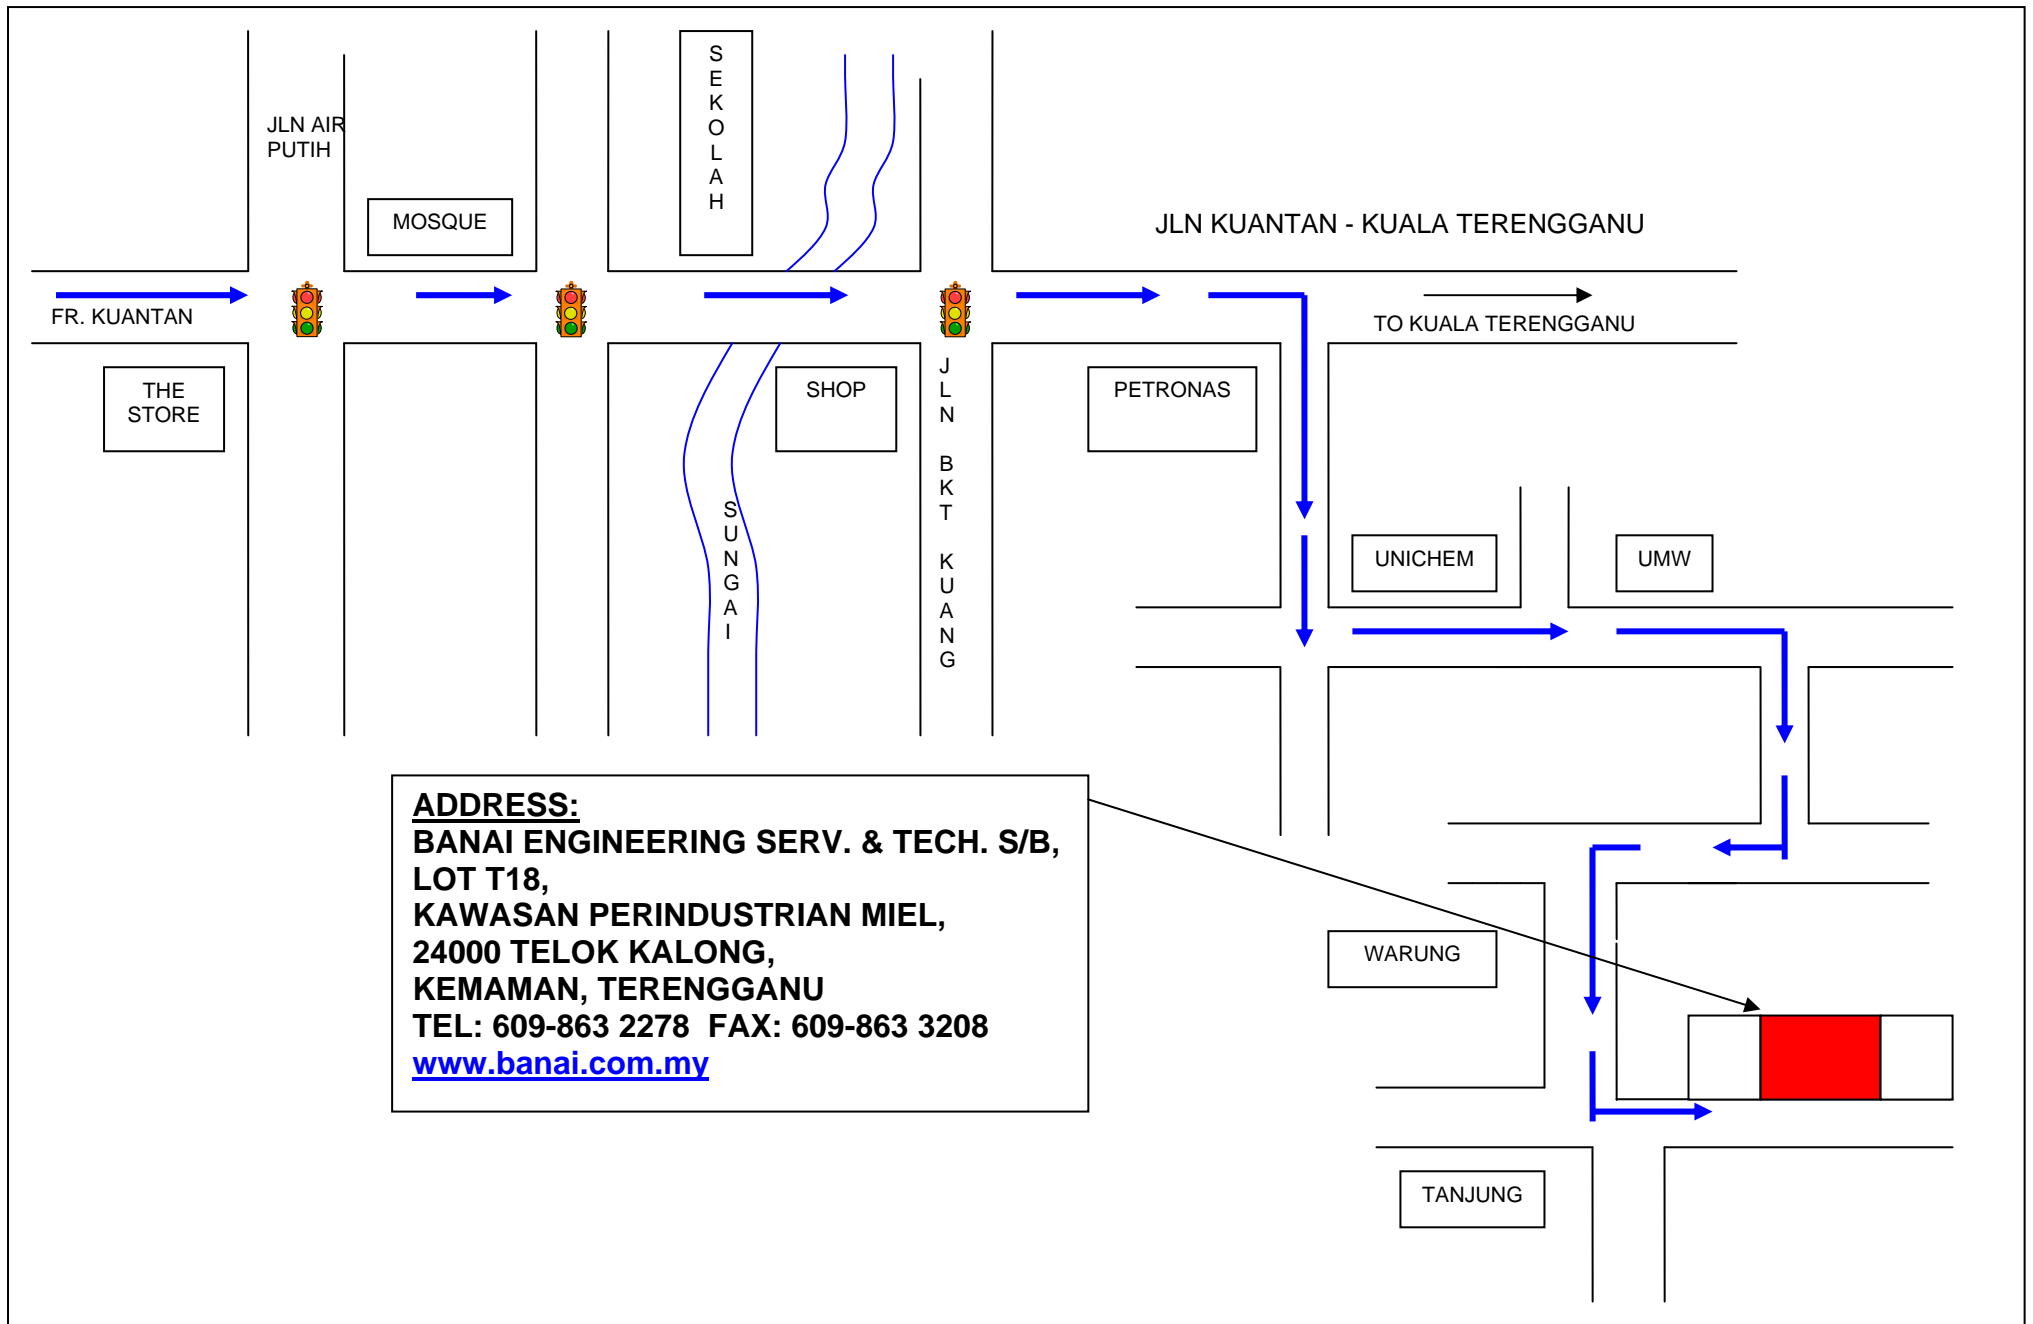 SEKOLAH
JLN AIR
PUTIH
MOSQUE
JLN KUANTAN - KUALA TERENGGANU
FR. KUANTAN
TO KUALA TERENGGANU
THE
STORE
SHOP
JLN BKT KUANG
PETRONAS
SUNGAI
UNICHEM
UMW
ADDRESS:
BANAI ENGINEERING SERV. & TECH. S/B,
LOT T18,
KAWASAN PERINDUSTRIAN MIEL,
24000 TELOK KALONG,
KEMAMAN, TERENGGANU
TEL: 609-863 2278  FAX: 609-863 3208
www.banai.com.my
WARUNG
TANJUNG